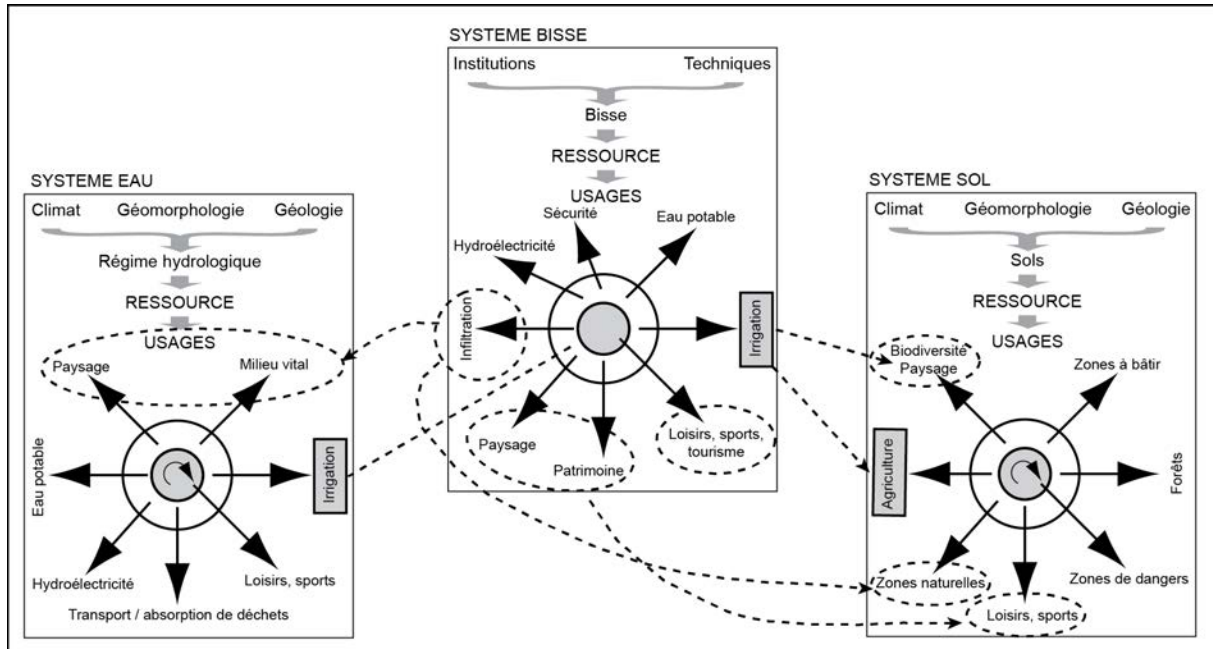 SYSTEME BISSE
Institutions Techniques
Bisse
RESSOURCE
USAGES
Sécurité
Eau potable
Hydroélectricité
Infiltration
Irrigation
Paysage
Patrimoine
Loisirs, sports,
tourisme
SYSTEME EAU
Climat Géomorphologie Géologie
Régime hydrologique
RESSOURCE
USAGES
Paysage
Milieu vital
Eau potable
Irrigation
Hydroélectricité
Loisirs, sports
Transport / absorption de déchets
SYSTEME SOL
Climat Géomorphologie Géologie
Sols
RESSOURCE
USAGES
Biodiversité
Paysage
Zones à bâtir
Agriculture
Forêts
Zones naturelles
Zones de dangers
Loisirs, sports